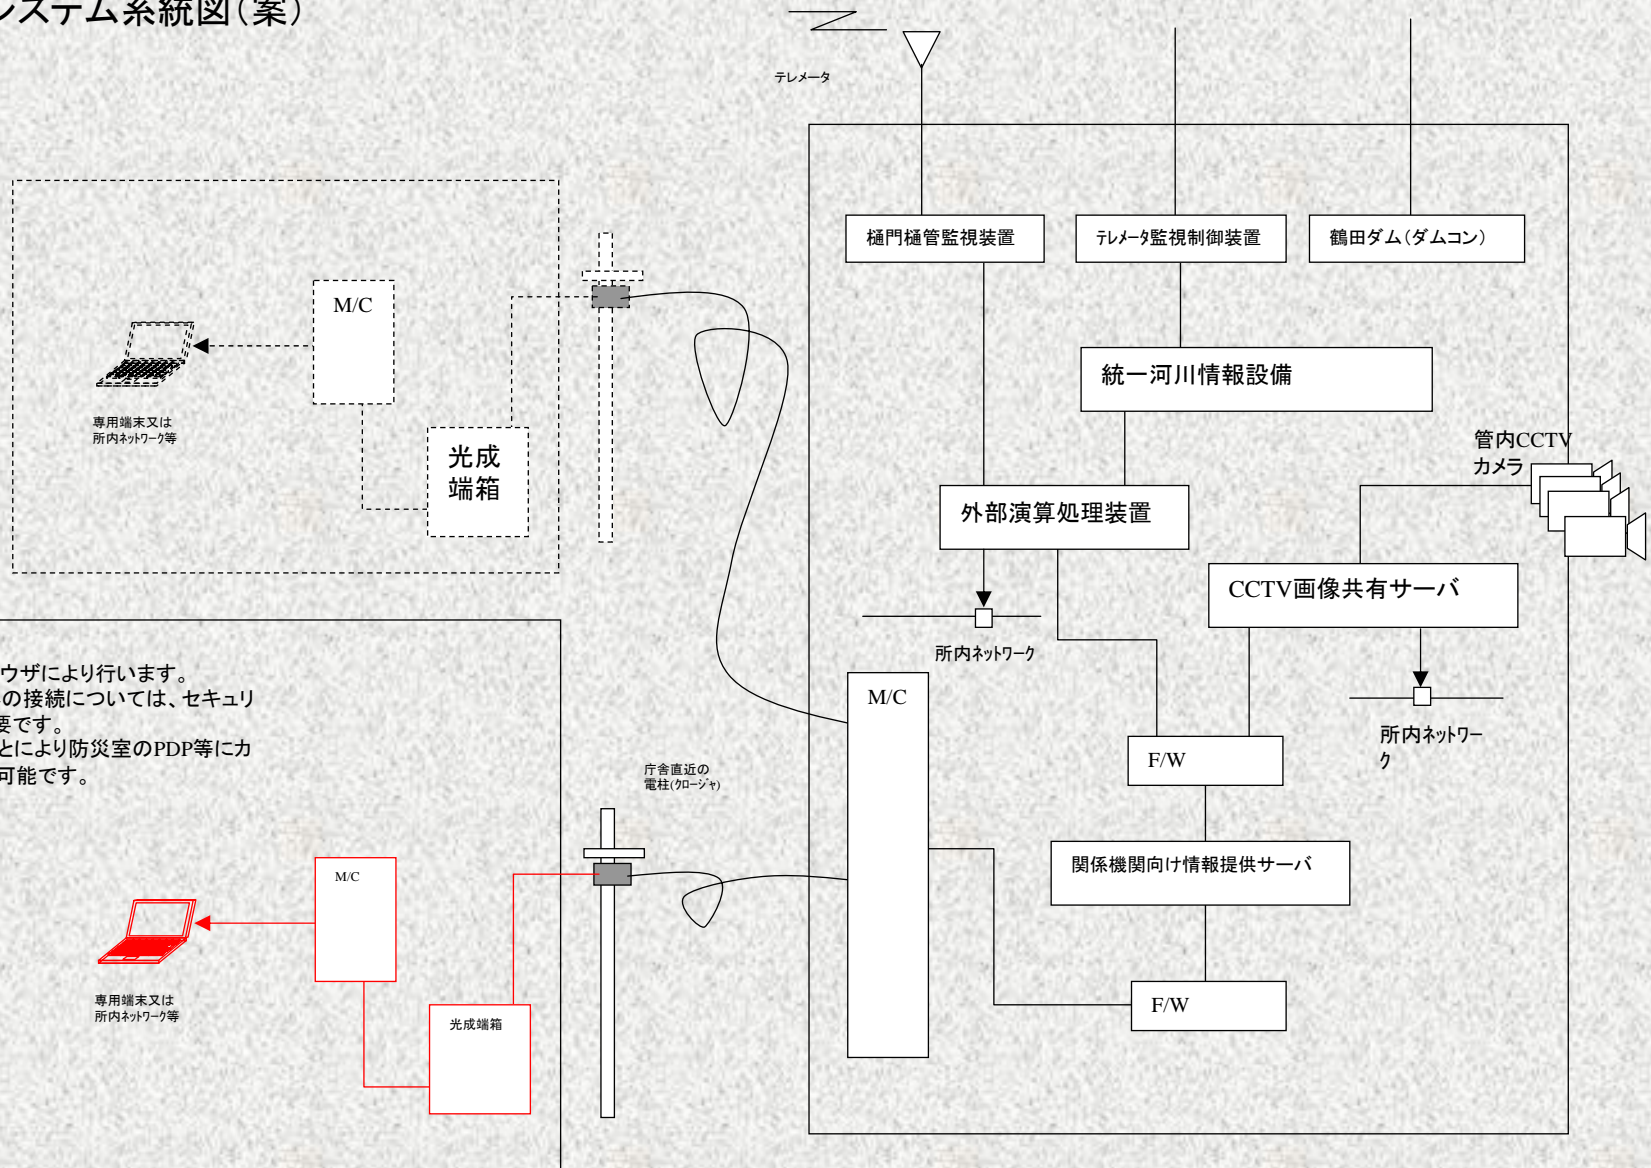 システム系統図(案)
テレメータ
樋門樋管監視装置
テレメータ監視制御装置
鶴田ダム(ダムコン)
M/C
統一河川情報設備
専用端末又は
所内ネットワーク等
光成
端箱
管内CCTV
カメラ
外部演算処理装置
CCTV画像共有サーバ
所内ネットワーク
ウザにより行います。
の接続については、セキュリ
要です。
とにより防災室のPDP等にカ
可能です。
M/C
所内ネットワー
ク
F/W
庁舎直近の
電柱(クロージャ)
関係機関向け情報提供サーバ
M/C
専用端末又は
所内ネットワーク等
光成端箱
F/W